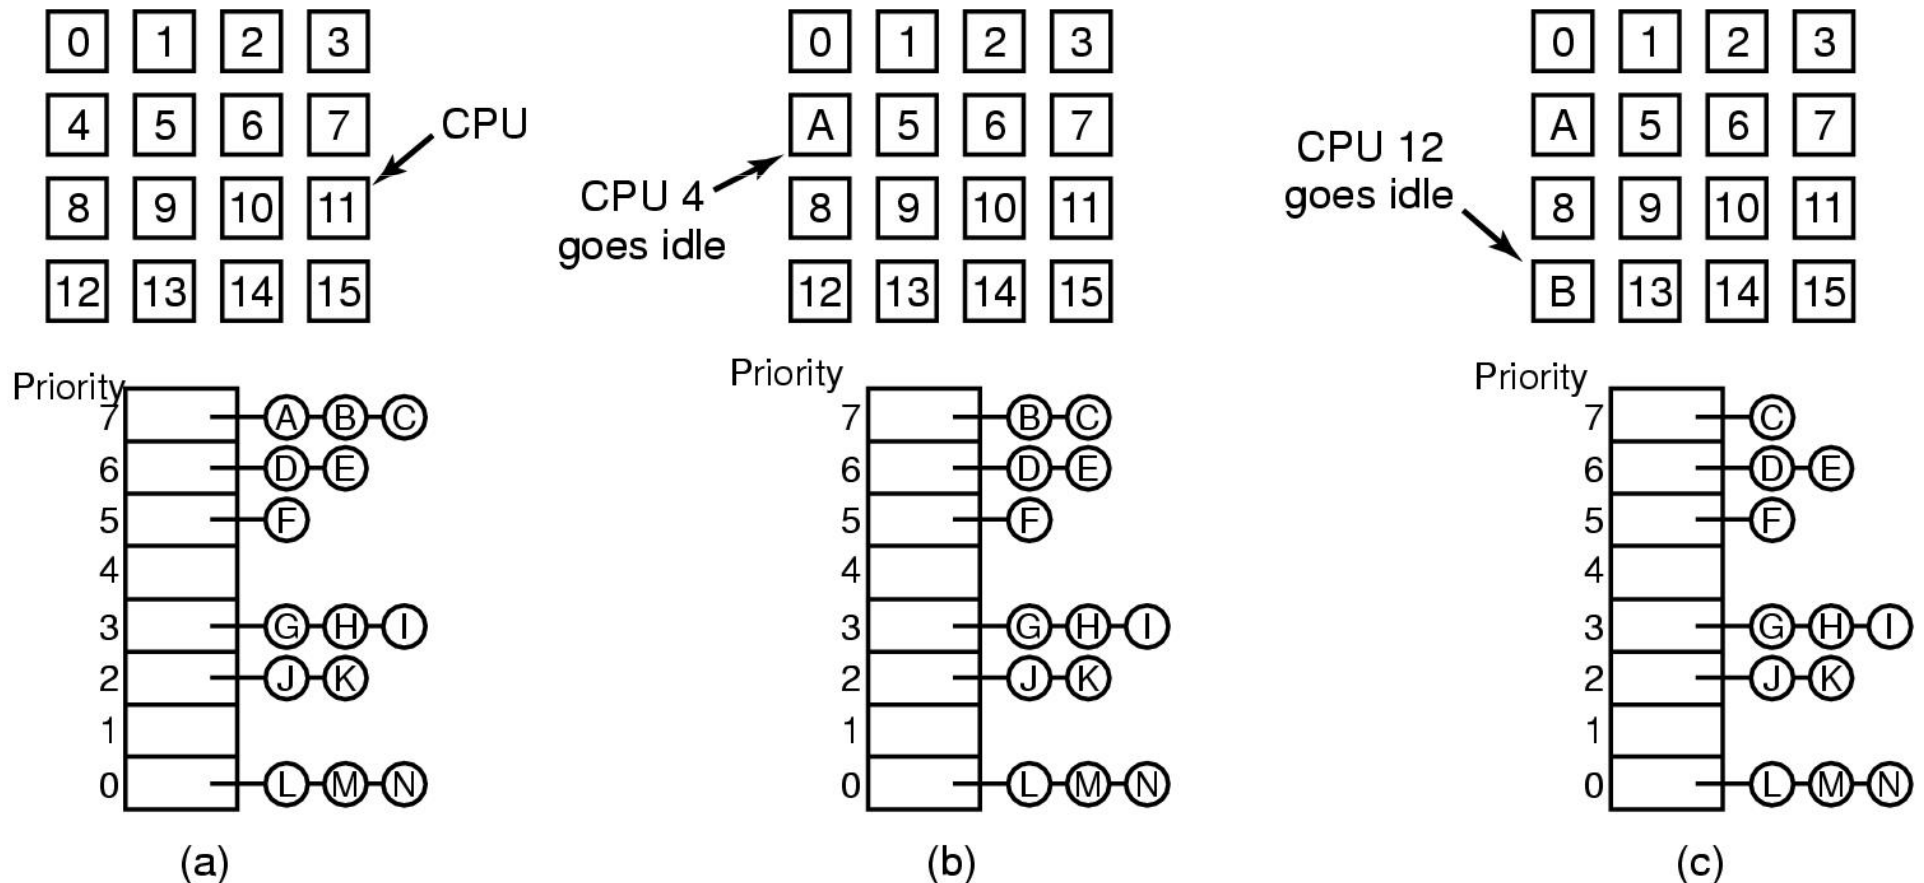 0 1 2 3
4 5 6 7
8 9 10 11
12 13 14 15
CPU
Priority
7 A B C
6 D E
5 F
4
3 G H I
2 J K
1
0 L M N
(a)
0 1 2 3
A 5 6 7
8 9 10 11
12 13 14 15
CPU 4
goes idle
Priority
7 B C
6 D E
5 F
4
3 G H I
2 J K
1
0 L M N
(b)
0 1 2 3
A 5 6 7
8 9 10 11
B 13 14 15
CPU 12
goes idle
Priority
7 C
6 D E
5 F
4
3 G H I
2 J K
1
0 L M N
(c)